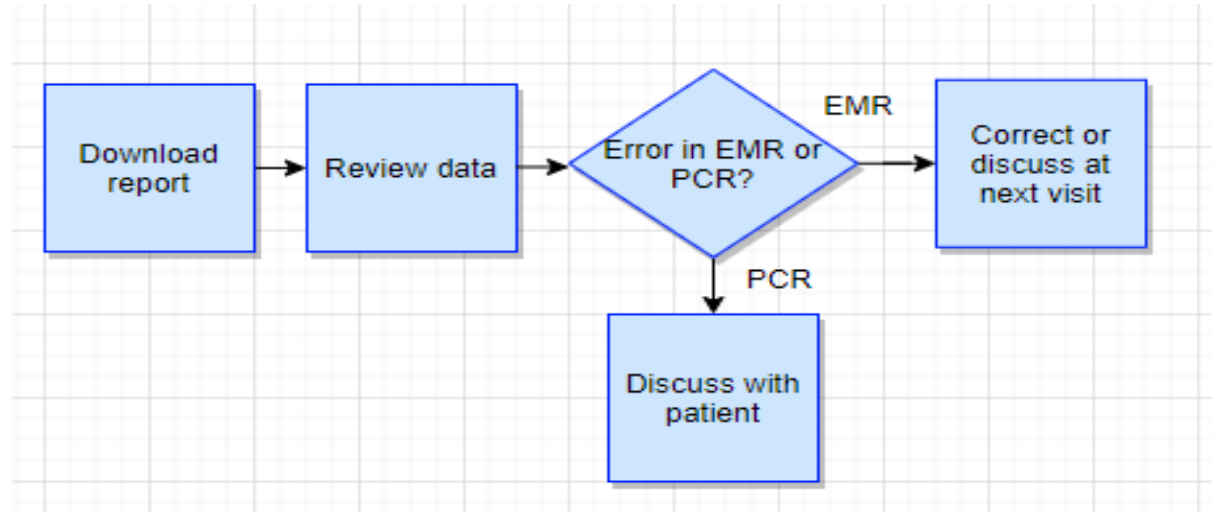 Download
report
Review data
Error in EMR or
PCR?
EMR
Correct or
discuss at
next visit
PCR
Discuss with
patient